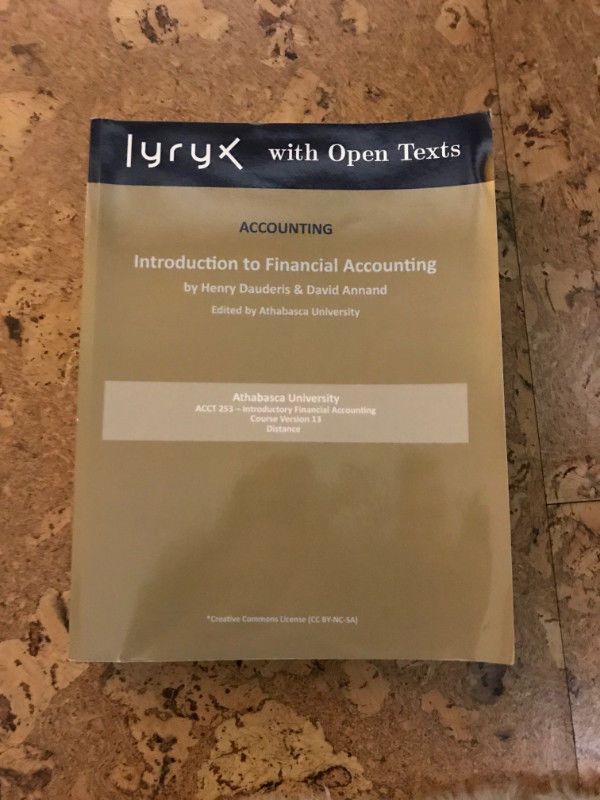 lyryx with Open Texts
ACCOUNTING
Introduction to Financial Accounting
by Henry Dauderis & David Annand
Edited by Athabasca University
Athabasca University
ACCT 253 – Introductory Financial Accounting
Course Version 13
Distance
*Creative Commons License (CC BY-NC-SA)